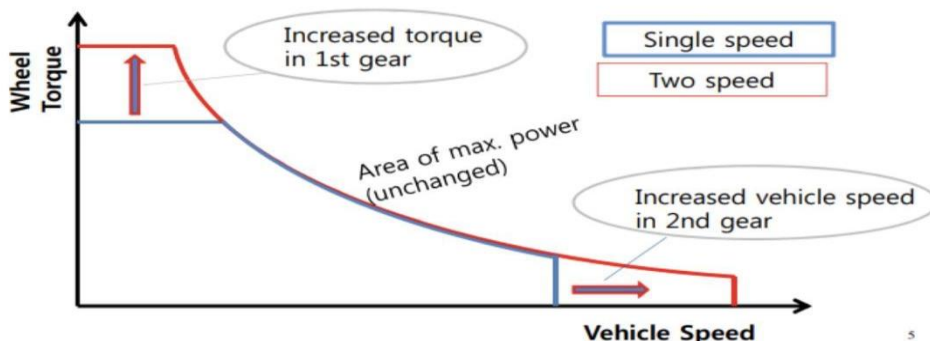 Wheel
Torque
Increased torque
in 1st gear
Single speed
Two speed
Area of max. power
(unchanged)
Increased vehicle speed
in 2nd gear
Vehicle Speed
5